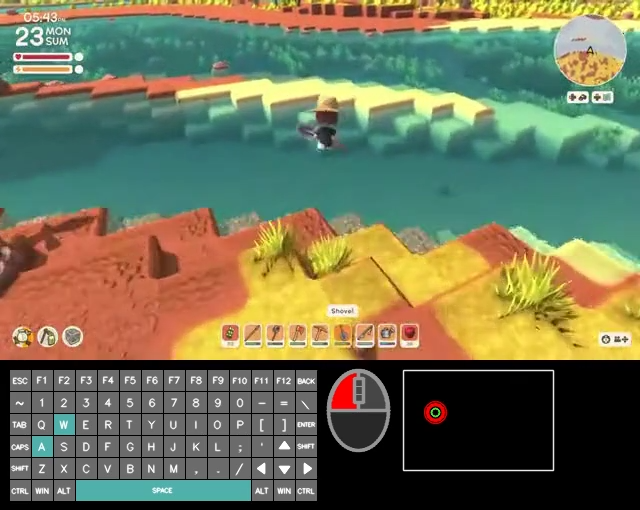 05:43
23 MON
SUM
A
Shovel
ESC F1 F2 F3 F4 F5 F6 F7 F8 F9 F10 F11 F12 BACK
~ 1 2 3 4 5 6 7 8 9 0 - = \
TAB Q W E R T Y U I O P [ ] ENTER
CAPS A S D F G H J K L ; ' SHIFT
SHIFT Z X C V B N M , . /
CTRL WIN ALT SPACE ALT WIN CTRL